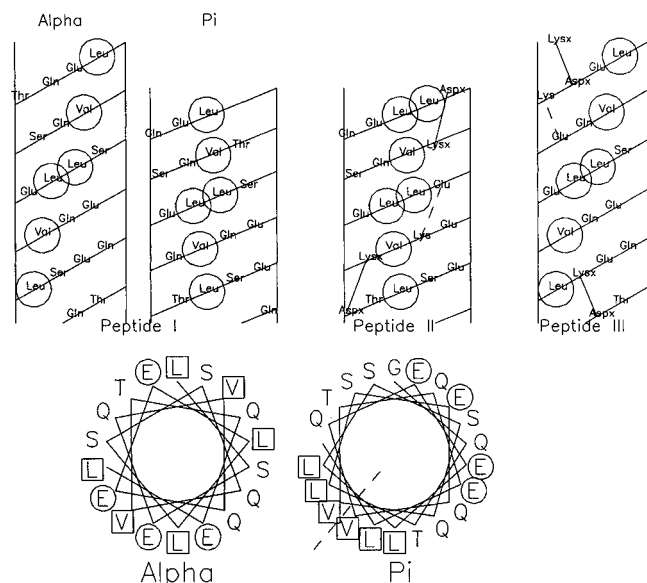 Alpha Pi
Leu Glu Gln Thr
Val Gln Ser
Ser Leu Leu Glu
Glu Gln Val
Gln Glu Ser Leu
Thr Gln
Leu Glu Gln
Thr Val Gln Ser
Ser Leu Leu Glu
Glu Gln Val Gln
Glu Ser Leu Thr
Gln
Aspx Leu Leu Glu Gln
Lysx Val Gln Ser
Glu Leu Leu Glu
Lys Val Lysx Gln
Glu Ser Leu Thr Aspx
Gln
Lysx
Glu Aspx Lys
Val Gln Glu
Ser Glu Leu
Glu Gln Val
Gln Glu Lysx Leu
Thr Aspx
Peptide I Peptide II Peptide III
E L S V Q L S Q Q E L E V E L S Q T
G E Q E S Q E E Q Q T L L V V L L Q T S S
Alpha Pi